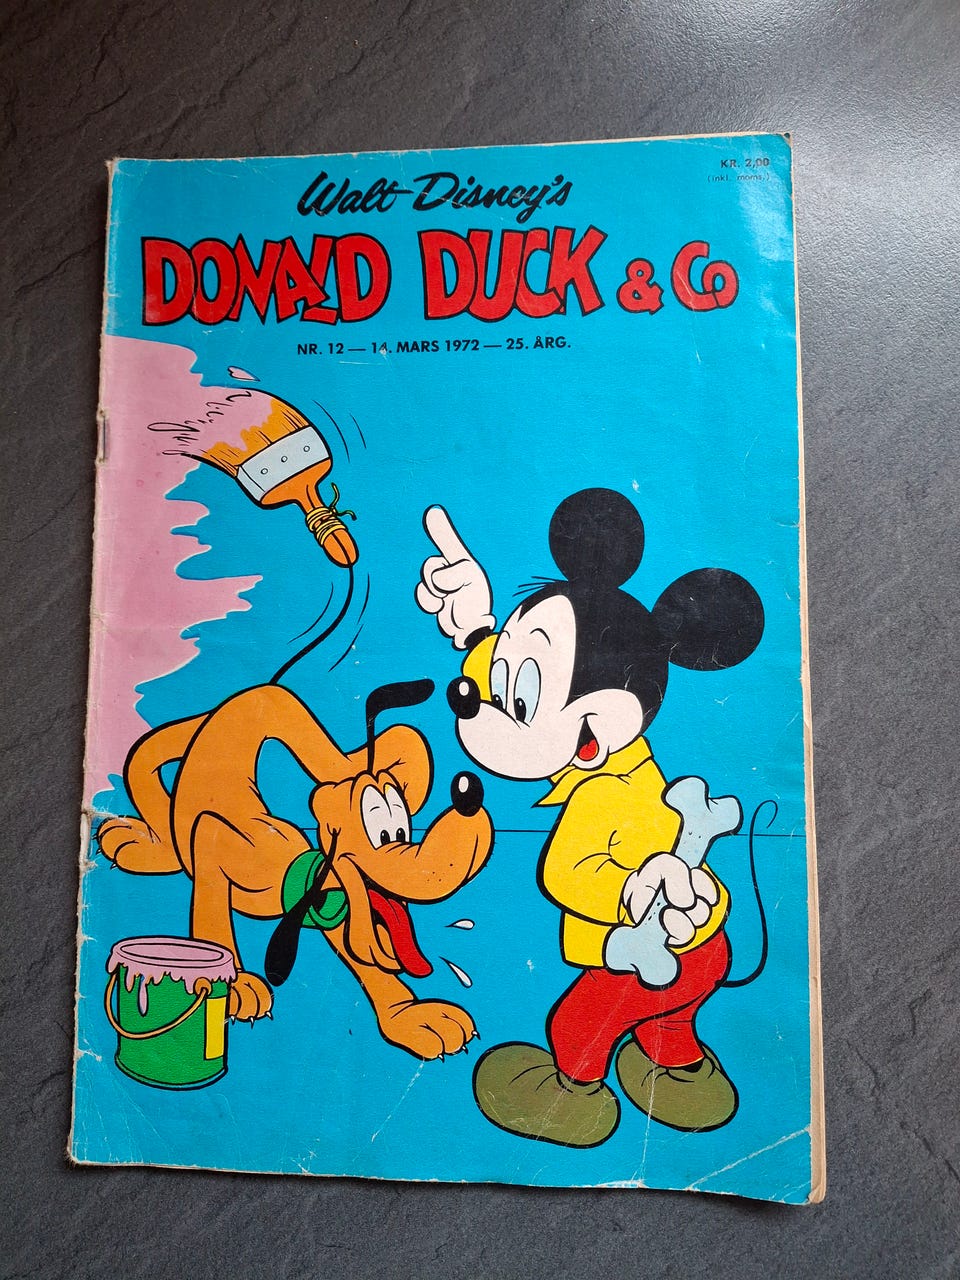 KR. 2,00
(inkl. moms.)
Walt Disney's
DONALD DUCK & Co
NR. 12 — 14. MARS 1972 — 25. ÅRG.